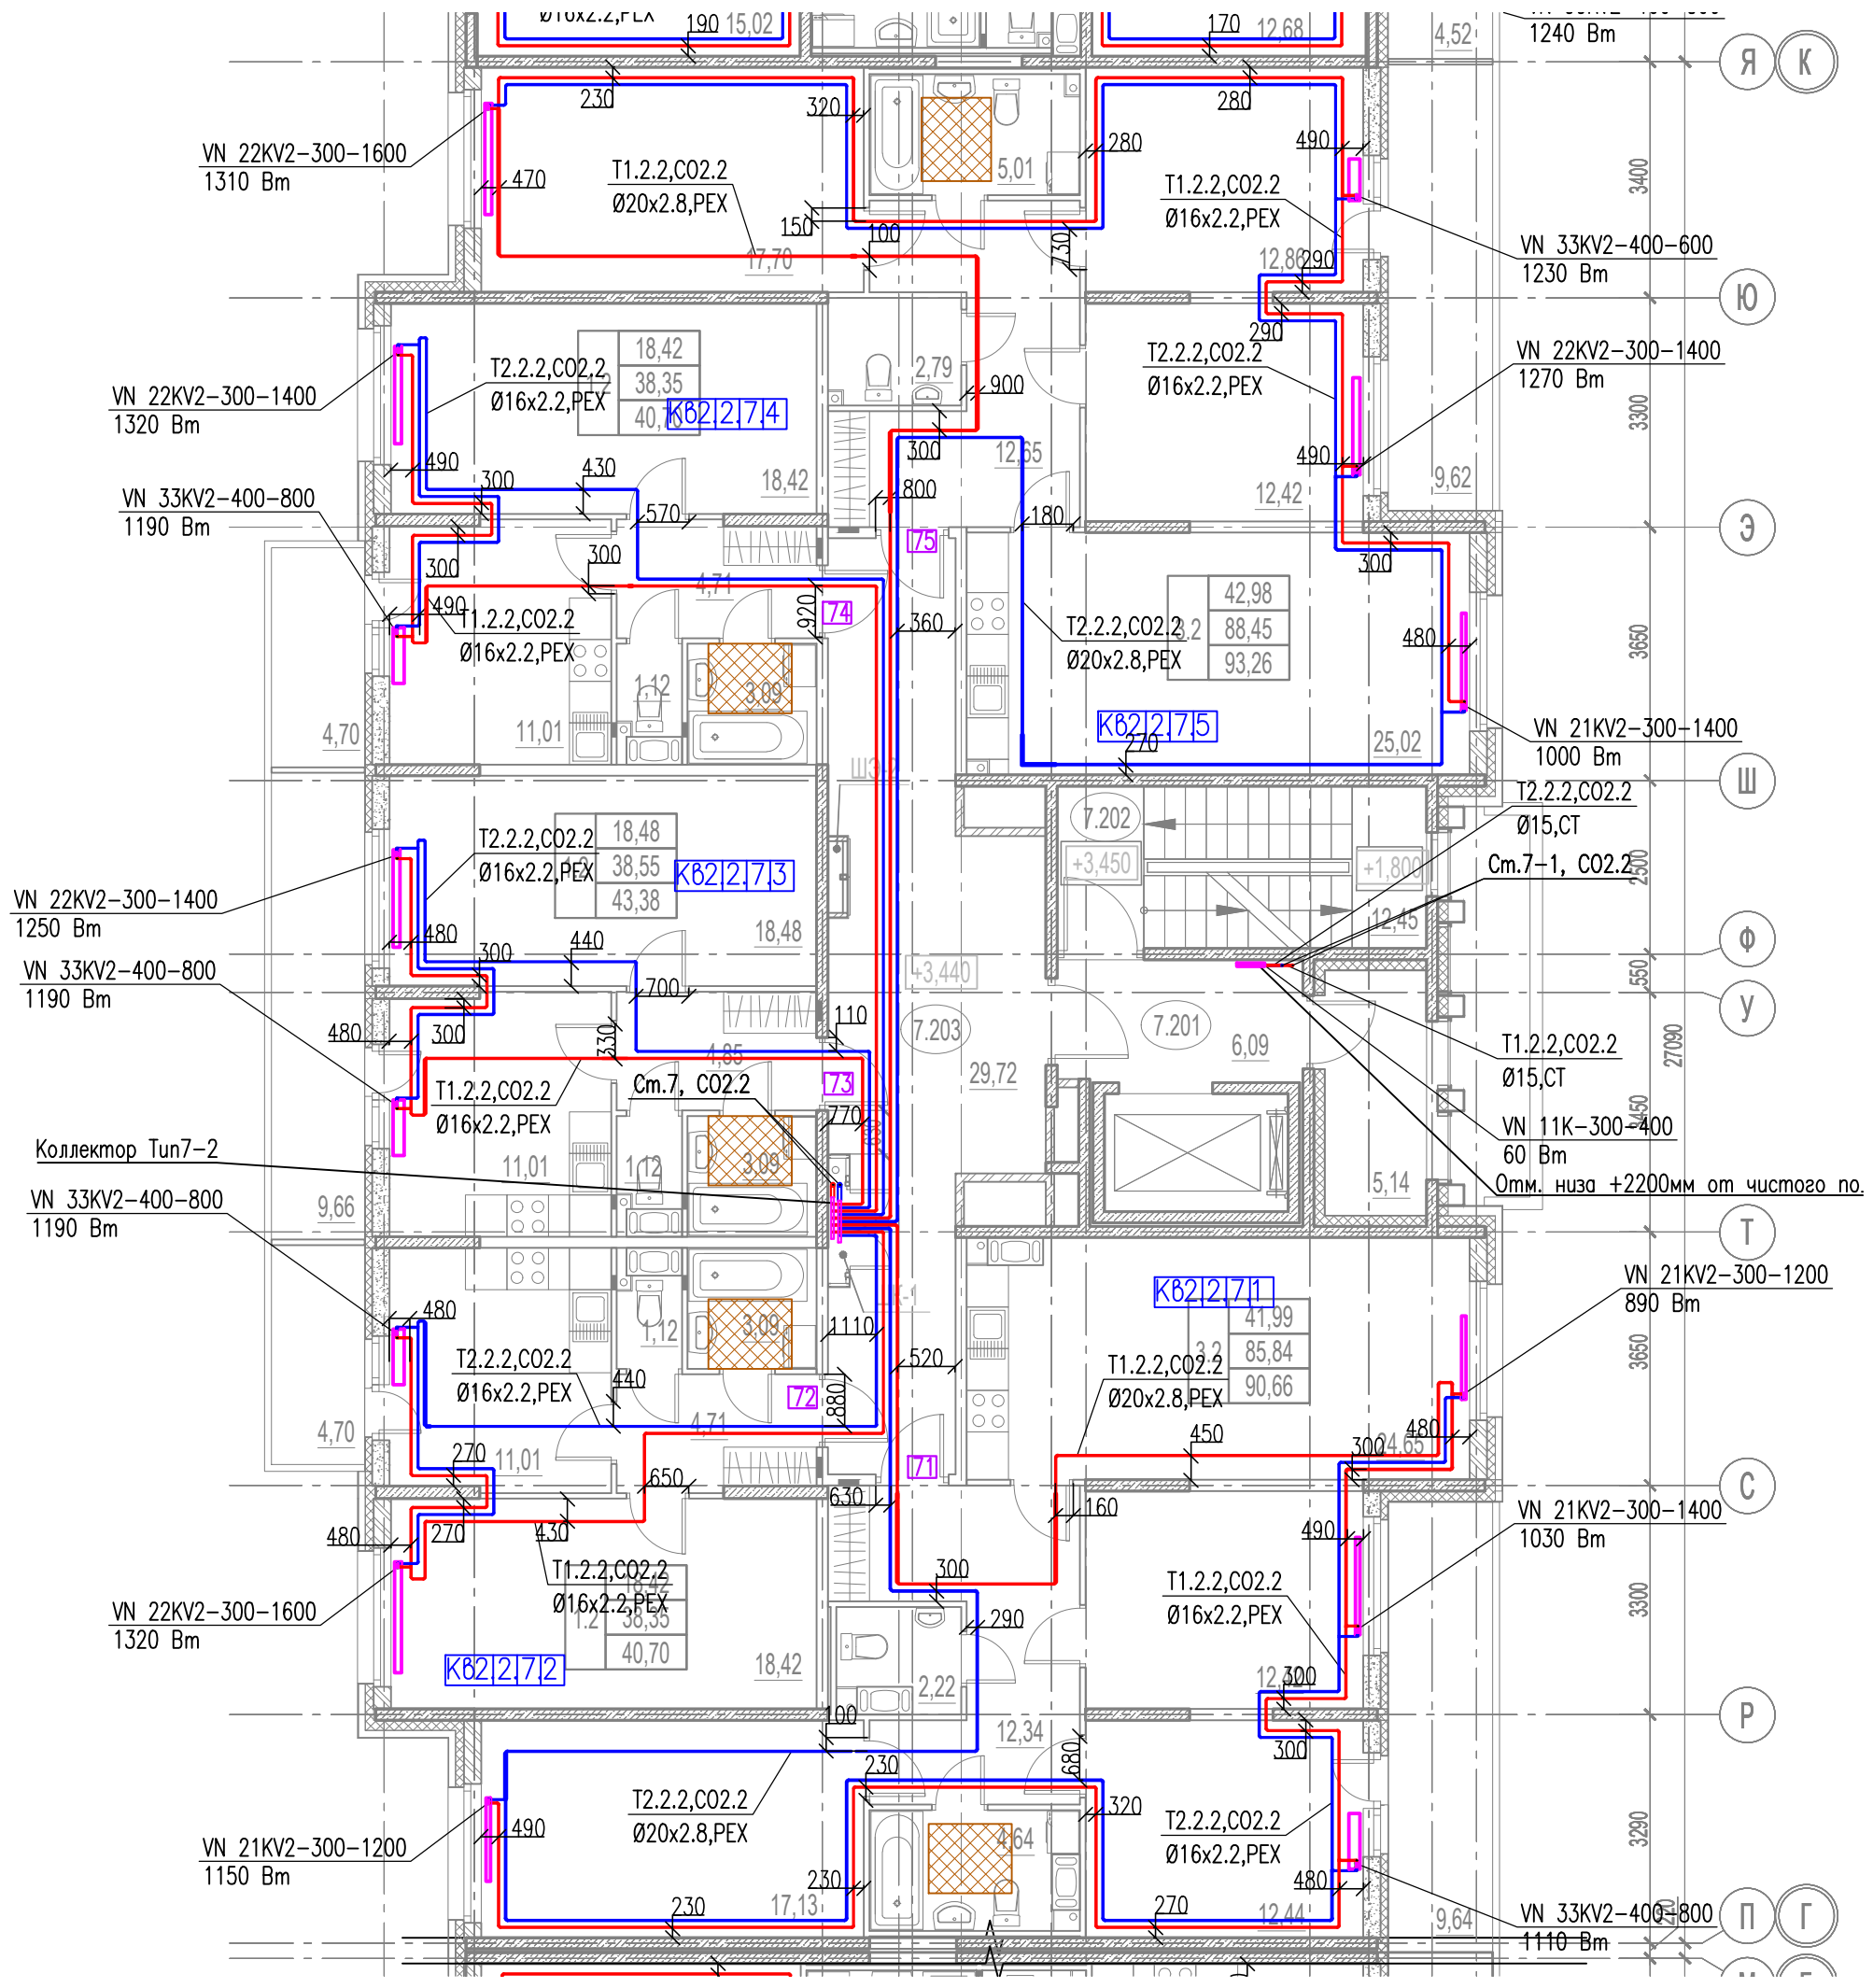 Ø16x2.2,PEX
190
15,02
170
12,68
4,52
1240 Вт
Я
К
230
320
280
VN 22KV2-300-1600
1310 Вт
470
T1.2.2,CO2.2
Ø20x2.8,PEX
5,01
280
490
T1.2.2,CO2.2
Ø16x2.2,PEX
3400
150
100
730
17,70
12,86
290
VN 33KV2-400-600
1230 Вт
Ю
290
18,42
38,35
40,70
Кв2.2.7.4
T2.2.2,CO2.2
Ø16x2.2,PEX
VN 22KV2-300-1400
1320 Вт
2,79
900
T2.2.2,CO2.2
Ø16x2.2,PEX
VN 22KV2-300-1400
1270 Вт
3300
300
12,65
490
490
300
430
18,42
800
12,42
9,62
VN 33KV2-400-800
1190 Вт
570
180
Э
75
300
300
300
4,71
490
T1.2.2,CO2.2
Ø16x2.2,PEX
920
74
360
T2.2.2,CO2.2
Ø20x2.8,PEX
3.2
42,98
88,45
93,26
480
3650
1,12
3,09
4,70
11,01
Кв2.2.7.5
270
25,02
VN 21KV2-300-1400
1000 Вт
Ш
T2.2.2,CO2.2
Ø15,СТ
7.202
+3,450
+1,800
Ст.7-1, CO2.2
2500
T2.2.2,CO2.2
Ø16x2.2,PEX
18,48
38,55
43,38
Кв2.2.7.3
VN 22KV2-300-1400
1250 Вт
480
300
440
18,48
12,45
Ф
VN 33KV2-400-800
1190 Вт
+3,440
700
550
У
480
300
330
110
7.203
7.201
6,09
T1.2.2,CO2.2
Ø15,СТ
27090
4,85
29,72
T1.2.2,CO2.2
Ø16x2.2,PEX
Ст.7, CO2.2
73
770
VN 11K-300-400
60 Вт
Коллектор Тип7-2
11,01
1,12
3,09
5,14
Отм. низа +2200мм от чистого по.
VN 33KV2-400-800
1190 Вт
9,66
Т
480
Кв2.2.7.1
3.2
41,99
85,84
90,66
VN 21KV2-300-1200
890 Вт
1,12
3,09
1110
520
T2.2.2,CO2.2
Ø16x2.2,PEX
T1.2.2,CO2.2
Ø20x2.8,PEX
3650
440
72
880
4,70
4,71
450
480
24,65
270
11,01
71
300
650
630
160
С
480
270
430
490
VN 21KV2-300-1400
1030 Вт
T1.2.2,CO2.2
Ø16x2.2,PEX
300
T1.2.2,CO2.2
Ø16x2.2,PEX
VN 22KV2-300-1600
1320 Вт
1.2
18,42
38,35
40,70
290
3300
Кв2.2.7.2
18,42
2,22
12,42
300
100
12,34
680
300
Р
230
T2.2.2,CO2.2
Ø20x2.8,PEX
320
T2.2.2,CO2.2
Ø16x2.2,PEX
490
VN 21KV2-300-1200
1150 Вт
4,64
3290
230
480
230
17,13
270
12,44
9,64
VN 33KV2-400-800
1110 Вт
П
Г